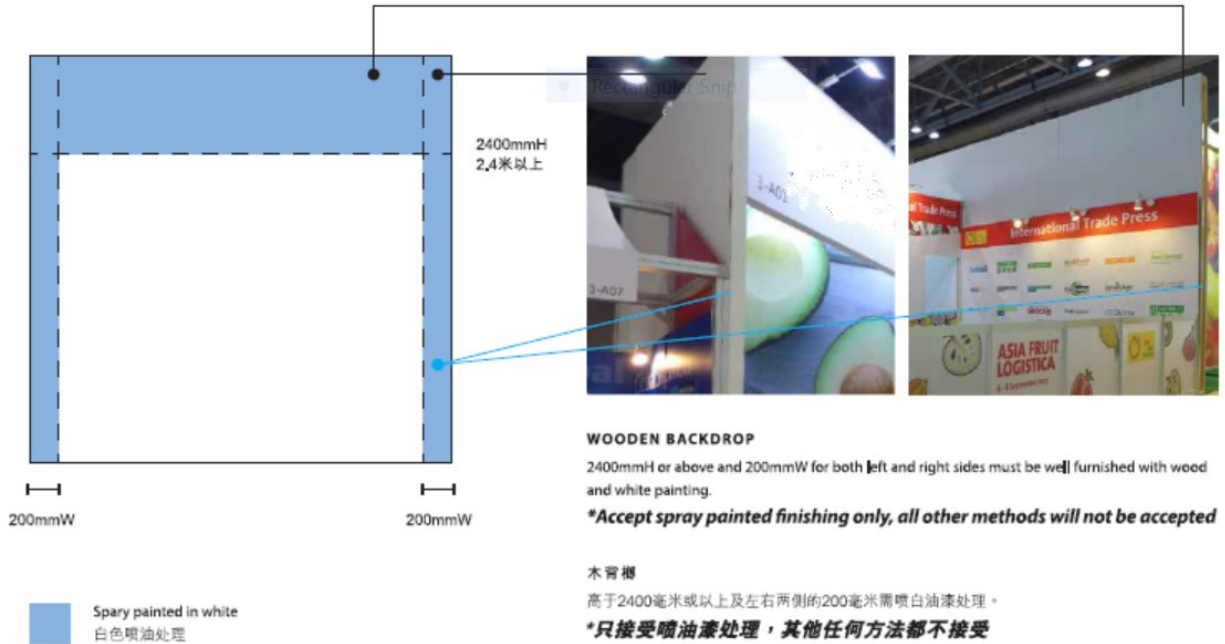 Rectangular Snip
2400mmH
2.4米以上
3-A01
3-A07
Trade Press
International Trade Press
ASIA FRUIT
LOGISTICA
WOODEN BACKDROP
2400mmH or above and 200mmW for both left and right sides must be well furnished with wood
and white painting.
*Accept spray painted finishing only, all other methods will not be accepted
200mmW
200mmW
木背櫊
高于2400毫米或以上及左右两侧的200毫米需喷白油漆处理。
*只接受喷油漆处理，其他任何方法都不接受
Spary painted in white
白色喷油处理